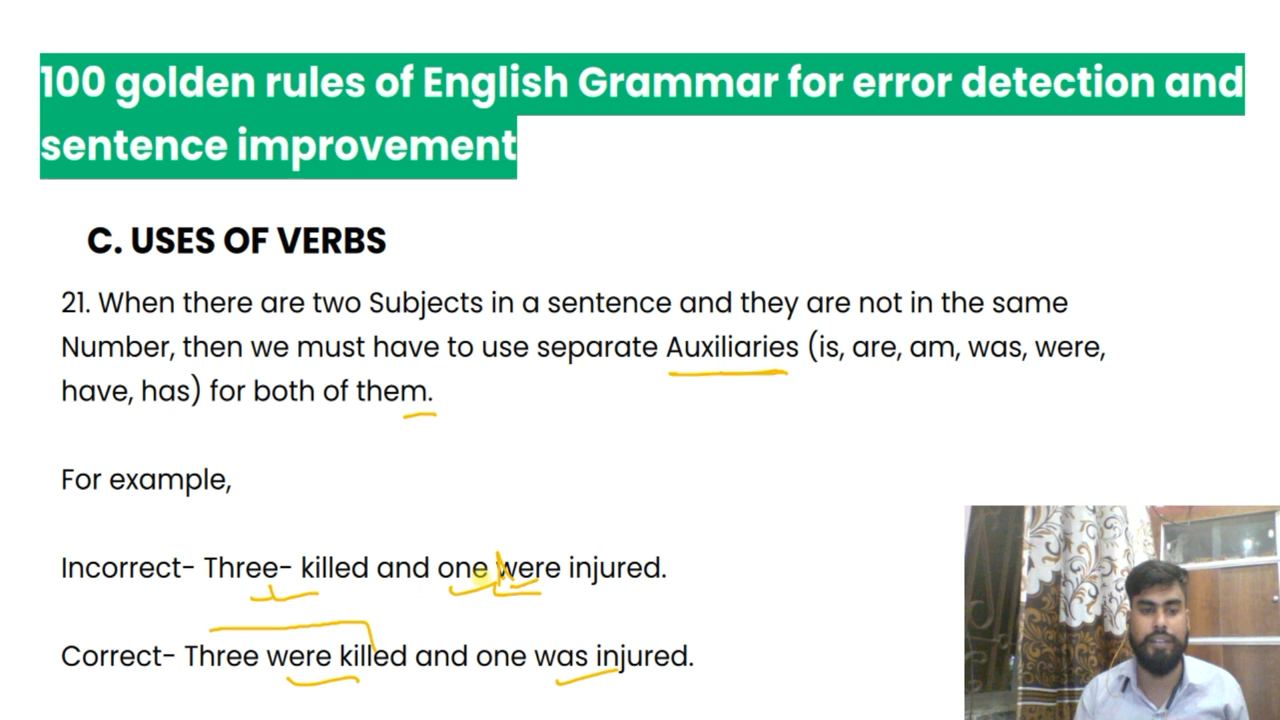 100 golden rules of English Grammar for error detection and
sentence improvement
C. USES OF VERBS
21. When there are two Subjects in a sentence and they are not in the same
Number, then we must have to use separate Auxiliaries (is, are, am, was, were,
have, has) for both of them.
For example,
Incorrect- Three- killed and one were injured.
Correct- Three were killed and one was injured.